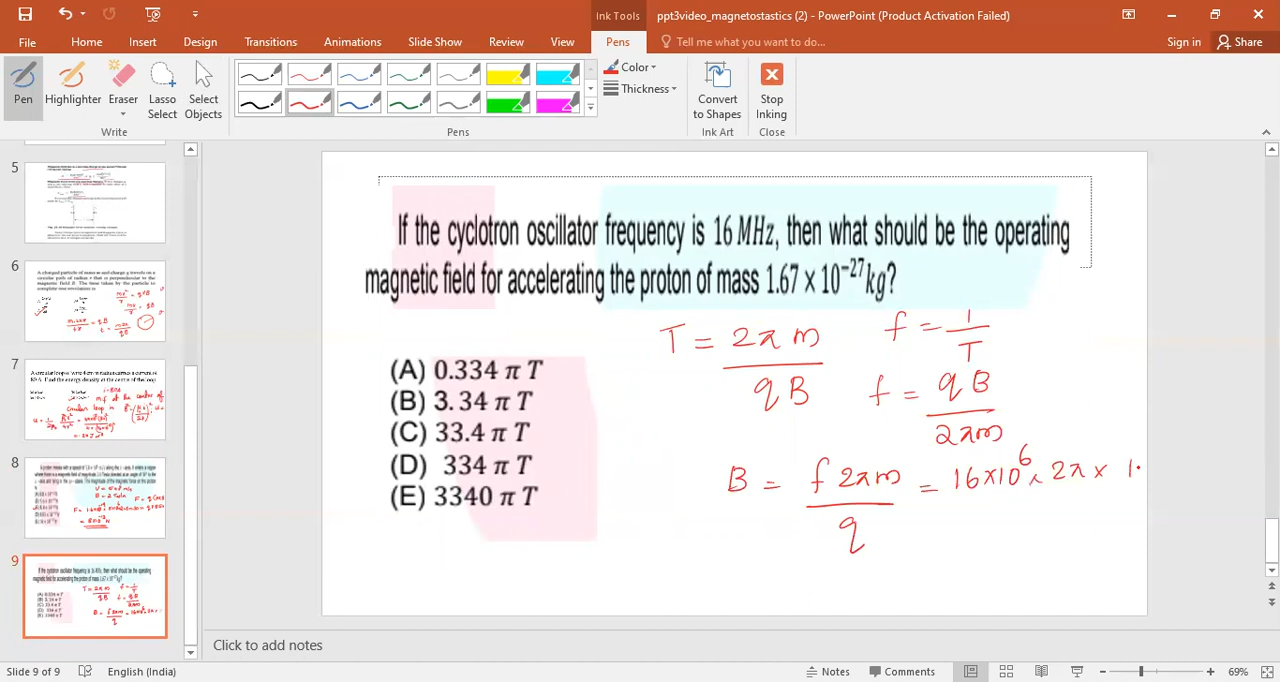 Ink Tools
ppt3video_magnetostastics (2) - PowerPoint (Product Activation Failed)
File Home Insert Design Transitions Animations Slide Show Review View Pens Tell me what you want to do... Sign in Share
Pen Highlighter Eraser Lasso Select Select Objects
Color
Thickness
Convert to Shapes Stop Inking
Write Pens Ink Art Close
5
6
7
8
9
If the cyclotron oscillator frequency is 16 MHz, then what should be the operating
magnetic field for accelerating the proton of mass 1.67 × 10⁻²⁷ kg?
T = 2πm / qB f = 1 / T
f = qB / 2πm
(A) 0.334 π T
(B) 3.34 π T
(C) 33.4 π T
(D) 334 π T
(E) 3340 π T
B = f 2πm / q = 16×10⁶ × 2π × 1.
Click to add notes
Slide 9 of 9 English (India) Notes Comments 69%